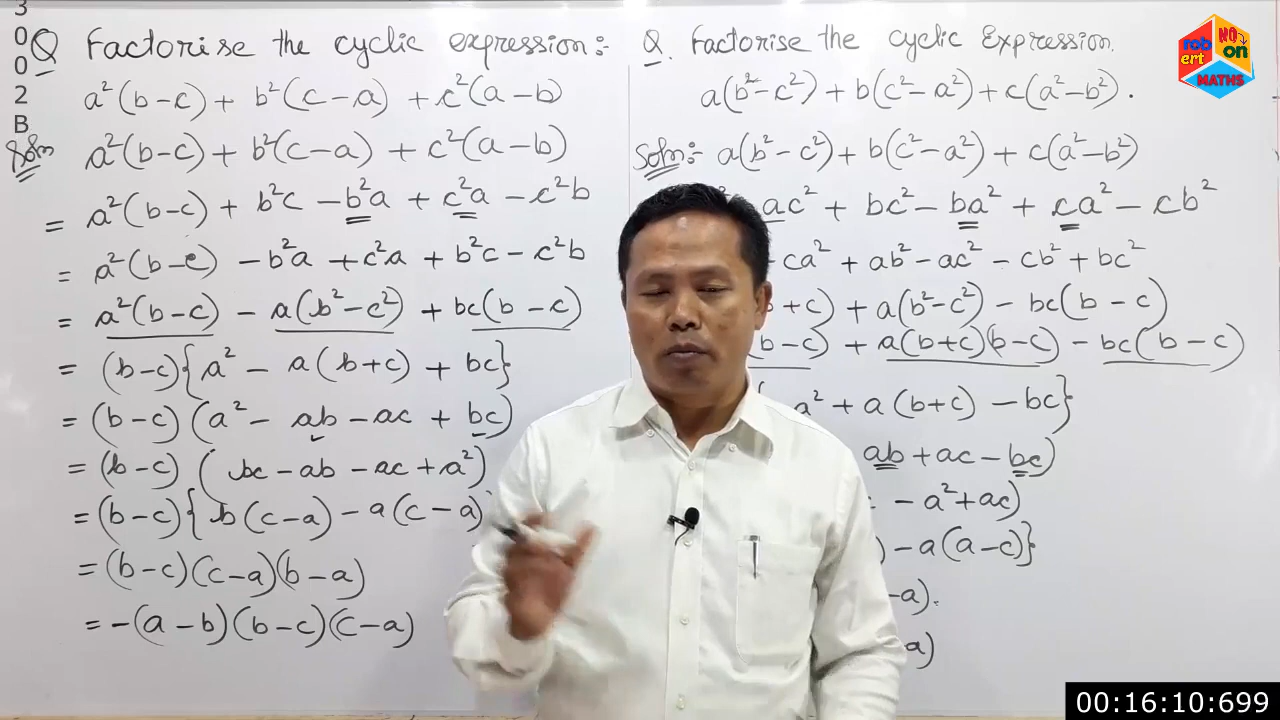 3
0
0
2
B
Q Factorise the cyclic expression :-
a²(b-c) + b²(c-a) + c²(a-b)
Soln a²(b-c) + b²(c-a) + c²(a-b)
= a²(b-c) + b²c - b²a + c²a - c²b
= a²(b-c) - b²a + c²a + b²c - c²b
= a²(b-c) - a(b²-c²) + bc(b-c)
= (b-c){a² - a(b+c) + bc}
= (b-c)(a² - ab - ac + bc)
= (b-c)(bc - ab - ac + a²)
= (b-c){b(c-a) - a(c-a)
= (b-c)(c-a)(b-a)
= -(a-b)(b-c)(c-a)
Q. Factorise the cyclic Expression.
a(b²-c²) + b(c²-a²) + c(a²-b²).
Soln:- a(b²-c²) + b(c²-a²) + c(a²-b²)
ac² + bc² - ba² + ca² - cb²
ca² + ab² - ac² - cb² + bc²
+c) + a(b²-c²) - bc(b-c)
(b-c) + a(b+c)(b-c) - bc(b-c)
a² + a(b+c) - bc}
ab + ac - bc)
- a² + ac)
) - a(a-c)}
-a).
a)
rob ert NO on
MATHS
00:16:10:699